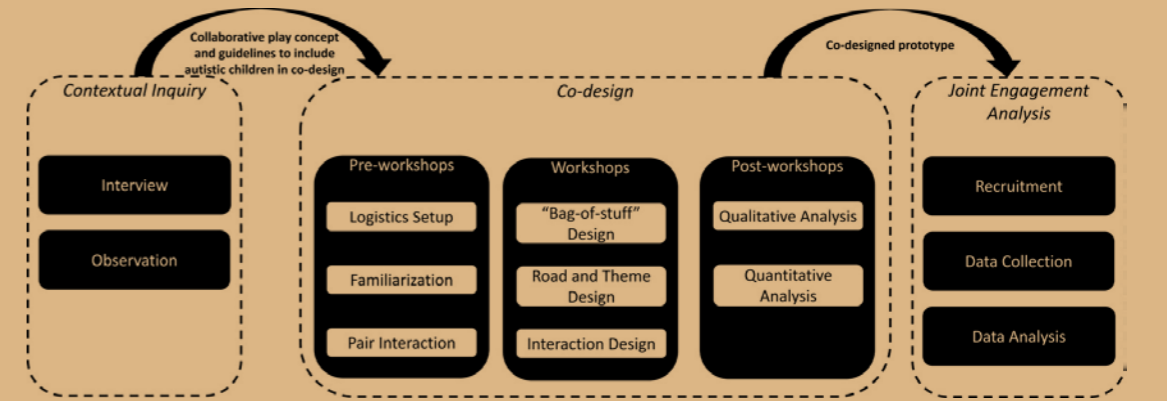 Collaborative play concept
and guidelines to include
autistic children in co-design
Co-designed prototype
Contextual Inquiry
Interview
Observation
Co-design
Pre-workshops
Logistics Setup
Familiarization
Pair Interaction
Workshops
“Bag-of-stuff”
Design
Road and Theme
Design
Interaction Design
Post-workshops
Qualitative Analysis
Quantitative
Analysis
Joint Engagement
Analysis
Recruitment
Data Collection
Data Analysis